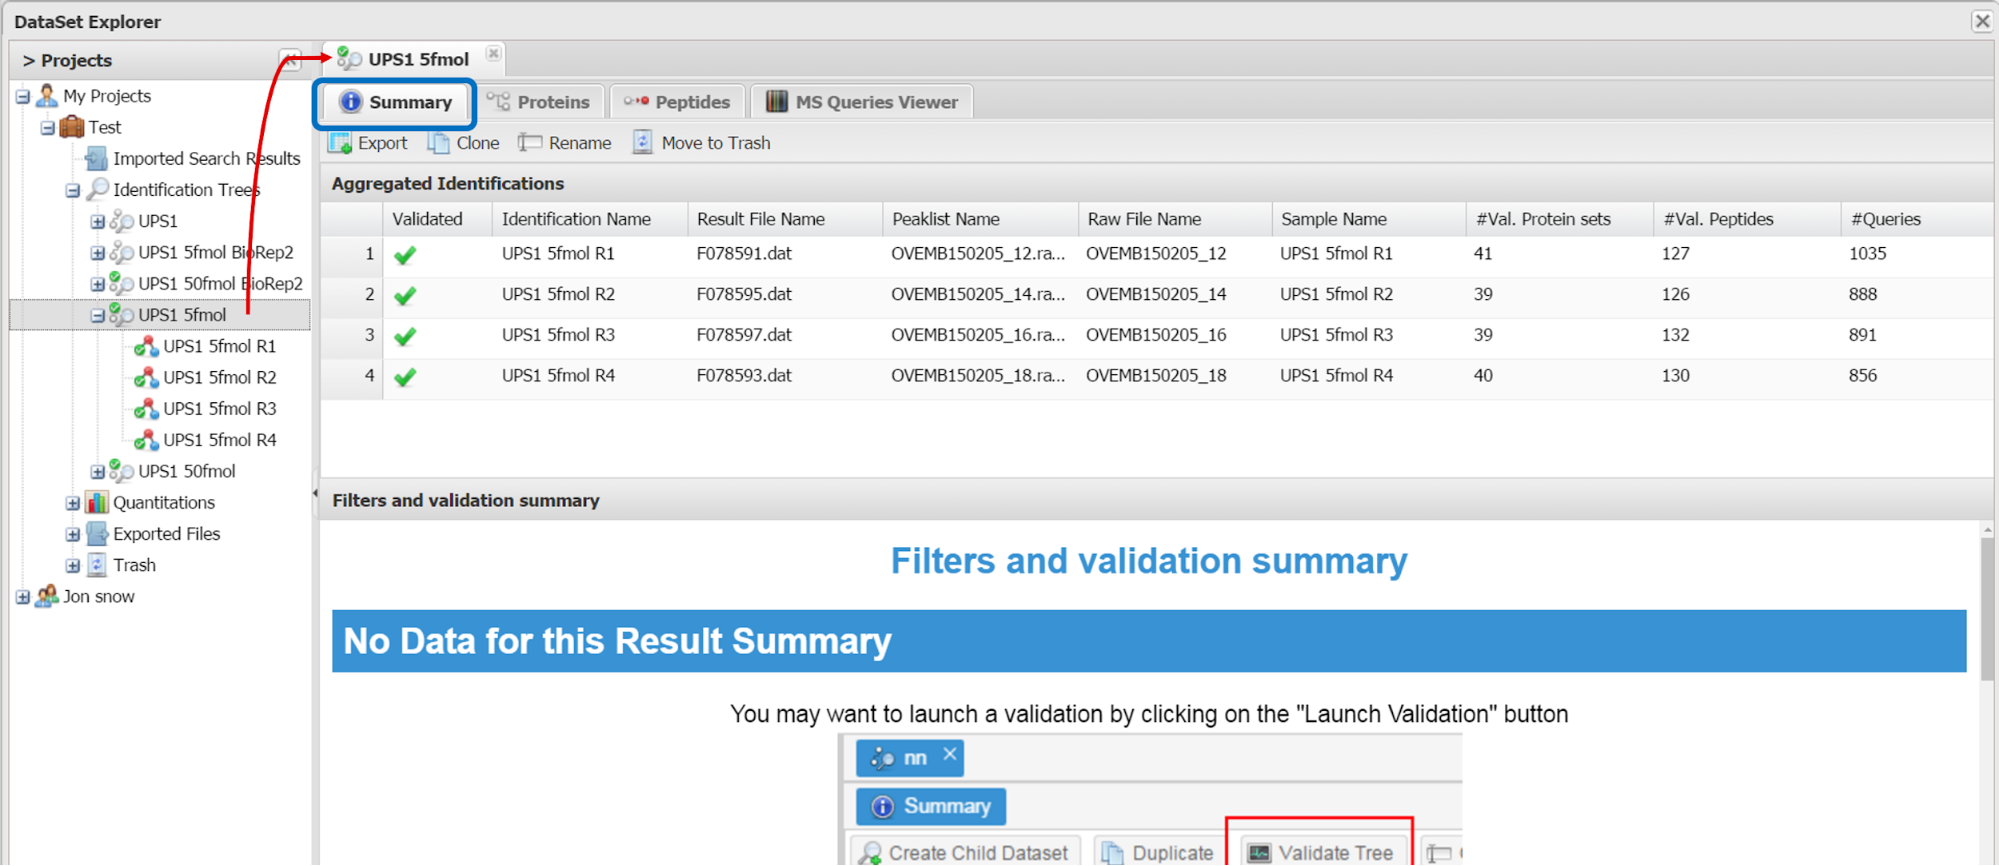 DataSet Explorer
> Projects
My Projects
Test
Imported Search Results
Identification Trees
UPS1
UPS1 5fmol BioRep2
UPS1 50fmol BioRep2
UPS1 5fmol
UPS1 5fmol R1
UPS1 5fmol R2
UPS1 5fmol R3
UPS1 5fmol R4
UPS1 50fmol
Quantitations
Exported Files
Trash
Jon snow
UPS1 5fmol
Summary Proteins Peptides MS Queries Viewer
Export Clone Rename Move to Trash
Aggregated Identifications
Validated Identification Name Result File Name Peaklist Name Raw File Name Sample Name #Val. Protein sets #Val. Peptides #Queries
1 UPS1 5fmol R1 F078591.dat OVEMB150205_12.ra... OVEMB150205_12 UPS1 5fmol R1 41 127 1035
2 UPS1 5fmol R2 F078595.dat OVEMB150205_14.ra... OVEMB150205_14 UPS1 5fmol R2 39 126 888
3 UPS1 5fmol R3 F078597.dat OVEMB150205_16.ra... OVEMB150205_16 UPS1 5fmol R3 39 132 891
4 UPS1 5fmol R4 F078593.dat OVEMB150205_18.ra... OVEMB150205_18 UPS1 5fmol R4 40 130 856
Filters and validation summary
Filters and validation summary
No Data for this Result Summary
You may want to launch a validation by clicking on the "Launch Validation" button
nn
Summary
Create Child Dataset Duplicate Validate Tree